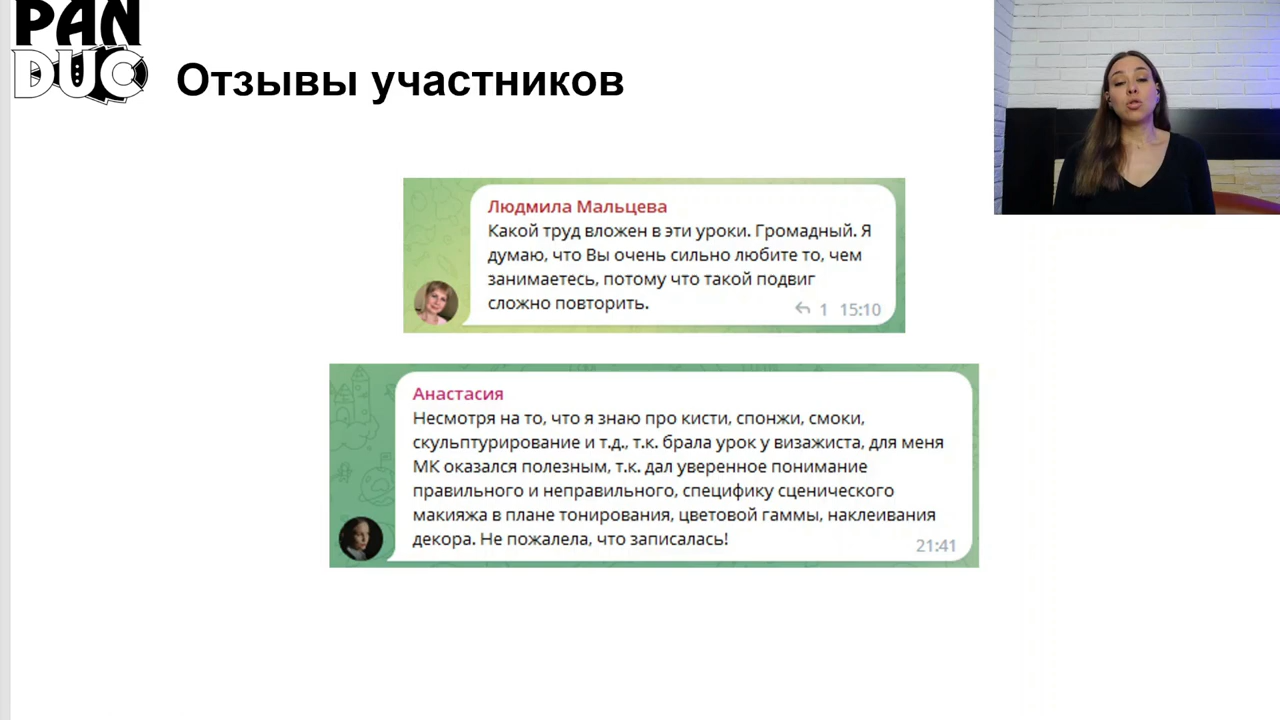 PAN
DUC
Отзывы участников
Людмила Мальцева
Какой труд вложен в эти уроки. Громадный. Я
думаю, что Вы очень сильно любите то, чем
занимаетесь, потому что такой подвиг
сложно повторить.
1 15:10
Анастасия
Несмотря на то, что я знаю про кисти, спонжи, смоки,
скульптурирование и т.д., т.к. брала урок у визажиста, для меня
МК оказался полезным, т.к. дал уверенное понимание
правильного и неправильного, специфику сценического
макияжа в плане тонирования, цветовой гаммы, наклеивания
декора. Не пожалела, что записалась!
21:41